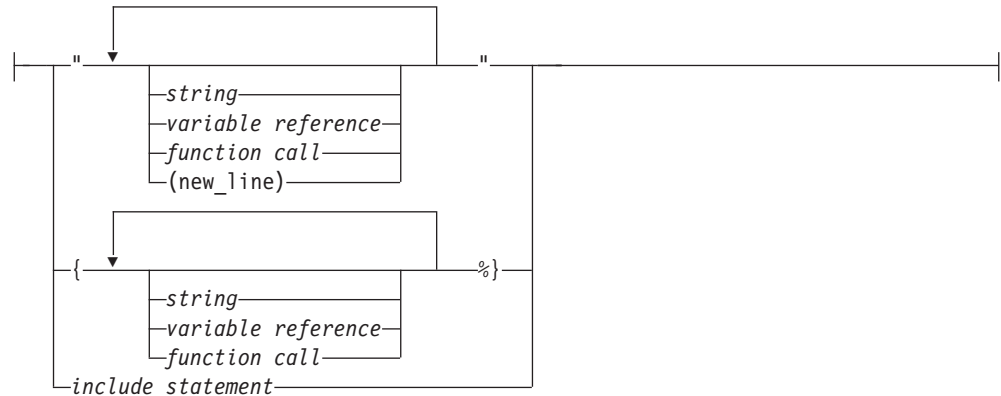 " "
string
variable reference
function call
(new_line)
{ %}
string
variable reference
function call
include statement